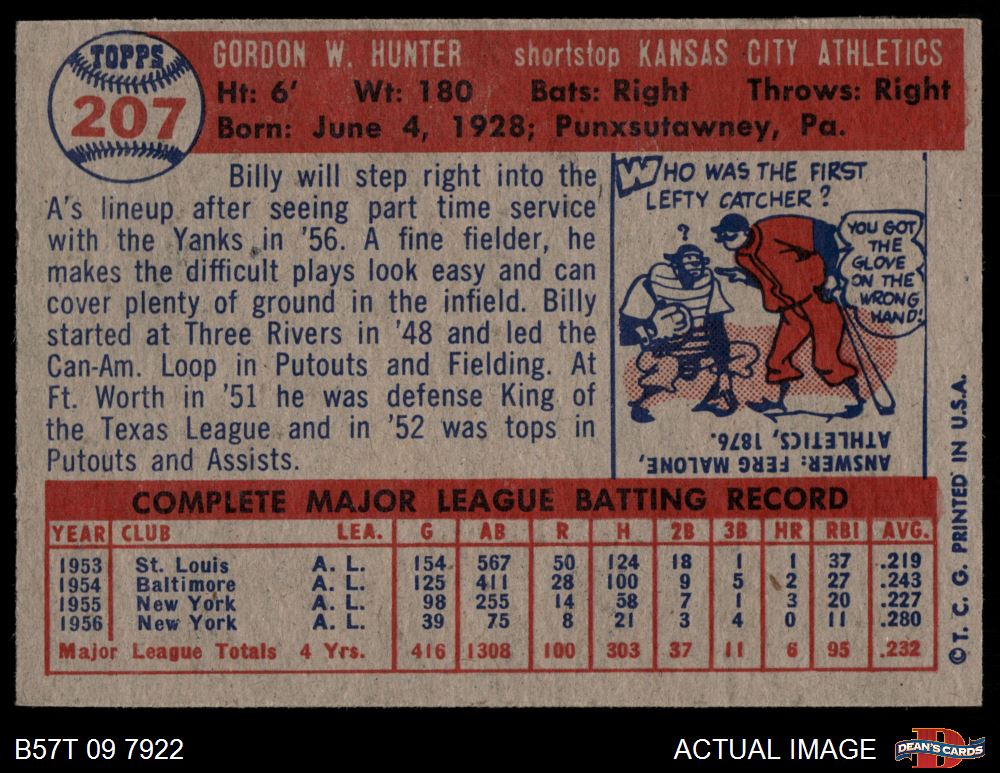 TOPPS
207
GORDON W. HUNTER shortstop KANSAS CITY ATHLETICS
Ht: 6' Wt: 180 Bats: Right Throws: Right
Born: June 4, 1928; Punxsutawney, Pa.
Billy will step right into the
A's lineup after seeing part time service
with the Yanks in '56. A fine fielder, he
makes the difficult plays look easy and can
cover plenty of ground in the infield. Billy
started at Three Rivers in '48 and led the
Can-Am. Loop in Putouts and Fielding. At
Ft. Worth in '51 he was defense King of
the Texas League and in '52 was tops in
Putouts and Assists.
WHO WAS THE FIRST
LEFTY CATCHER?
?
YOU GOT
THE
GLOVE
ON THE
WRONG
HAND!
ANSWER: FERG MALONE,
ATHLETICS, 1876.
COMPLETE MAJOR LEAGUE BATTING RECORD
YEAR CLUB LEA. G AB R H 2B 3B HR RBI AVG.
1953 St. Louis A. L. 154 567 50 124 18 1 1 37 .219
1954 Baltimore A. L. 125 411 28 100 9 5 2 27 .243
1955 New York A. L. 98 255 14 58 7 1 3 20 .227
1956 New York A. L. 39 75 8 21 3 4 0 11 .280
Major League Totals 4 Yrs. 416 1308 100 303 37 11 6 95 .232
© T. C. G. PRINTED IN U.S.A.
B57T 09 7922
ACTUAL IMAGE
D
DEAN'S CARDS